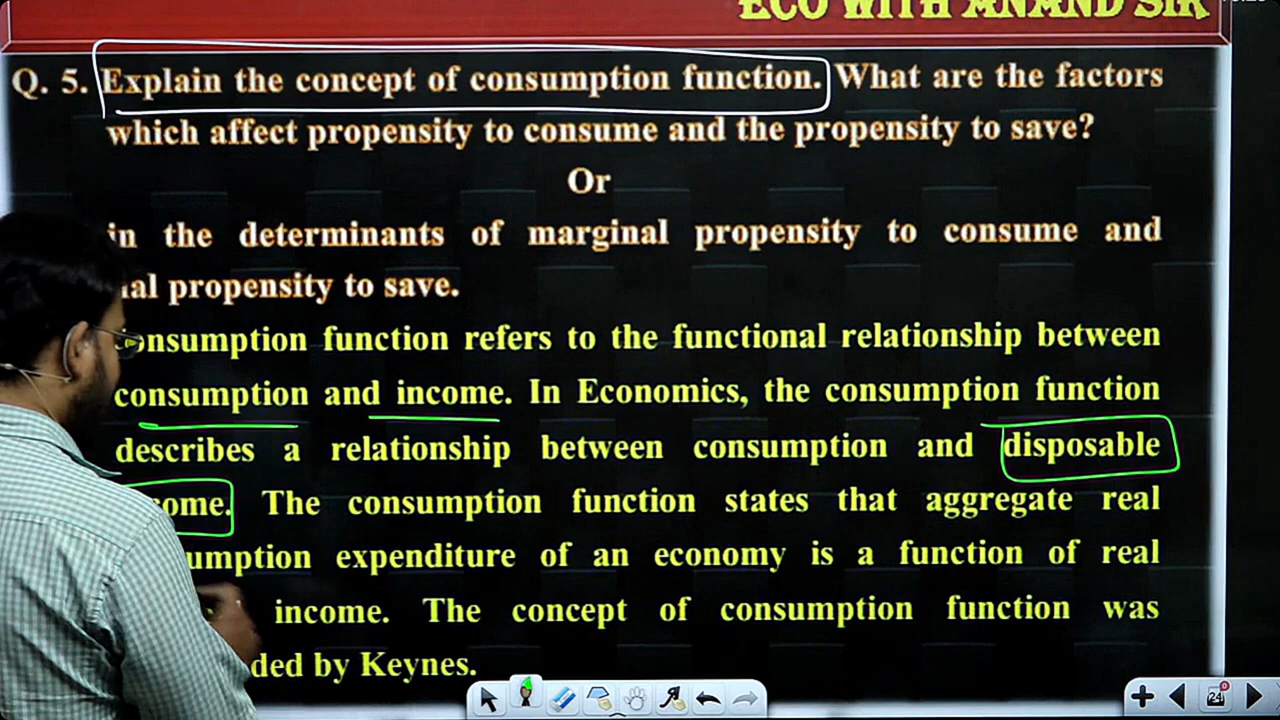 ECO WITH ANAND SIR
Q. 5. Explain the concept of consumption function. What are the factors
which affect propensity to consume and the propensity to save?
Or
in the determinants of marginal propensity to consume and
propensity to save.
onsumption function refers to the functional relationship between
consumption and income. In Economics, the consumption function
describes a relationship between consumption and disposable
ome. The consumption function states that aggregate real
umption expenditure of an economy is a function of real
income. The concept of consumption function was
ded by Keynes.
24